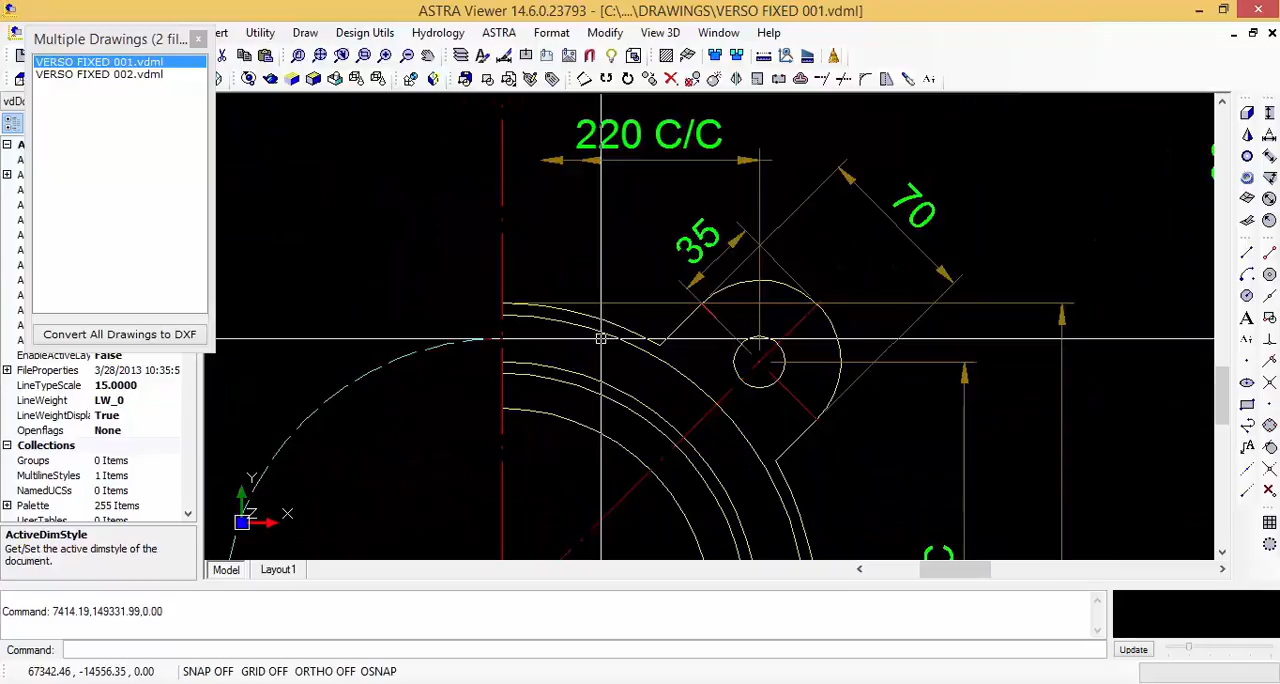 ASTRA Viewer 14.6.0.23793 - [C:\....\DRAWINGS\VERSO FIXED 001.vdml]
Utility Draw Design Utils Hydrology ASTRA Format Modify View 3D Window Help
Multiple Drawings (2 fil...
VERSO FIXED 001.vdml
VERSO FIXED 002.vdml
Convert All Drawings to DXF
EnableActiveLay False
FileProperties 3/28/2013 10:35:5
LineTypeScale 15.0000
LineWeight LW_0
LineWeightDispl True
Openflags None
Collections
Groups 0 Items
MultilineStyles 1 Items
NamedUCSs 0 Items
Palette 255 Items
UserTables
ActiveDimStyle
Get/Set the active dimstyle of the
document.
220 C/C
35
70
Y
Z
X
Model Layout1
Command: 7414.19,149331.99,0.00
Command:
Update
67342.46 , -14556.35 , 0.00 SNAP OFF GRID OFF ORTHO OFF OSNAP